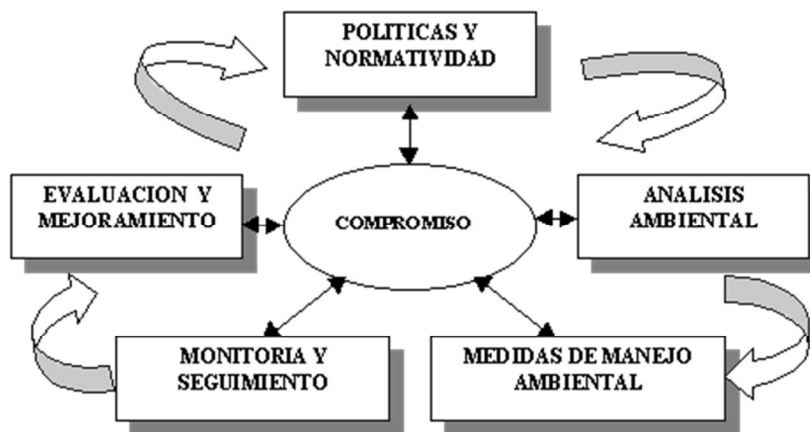 POLITICAS Y
NORMATIVIDAD
EVALUACION Y
MEJORAMIENTO
COMPROMISO
ANALISIS
AMBIENTAL
MONITORIA Y
SEGUIMIENTO
MEDIDAS DE MANEJO
AMBIENTAL